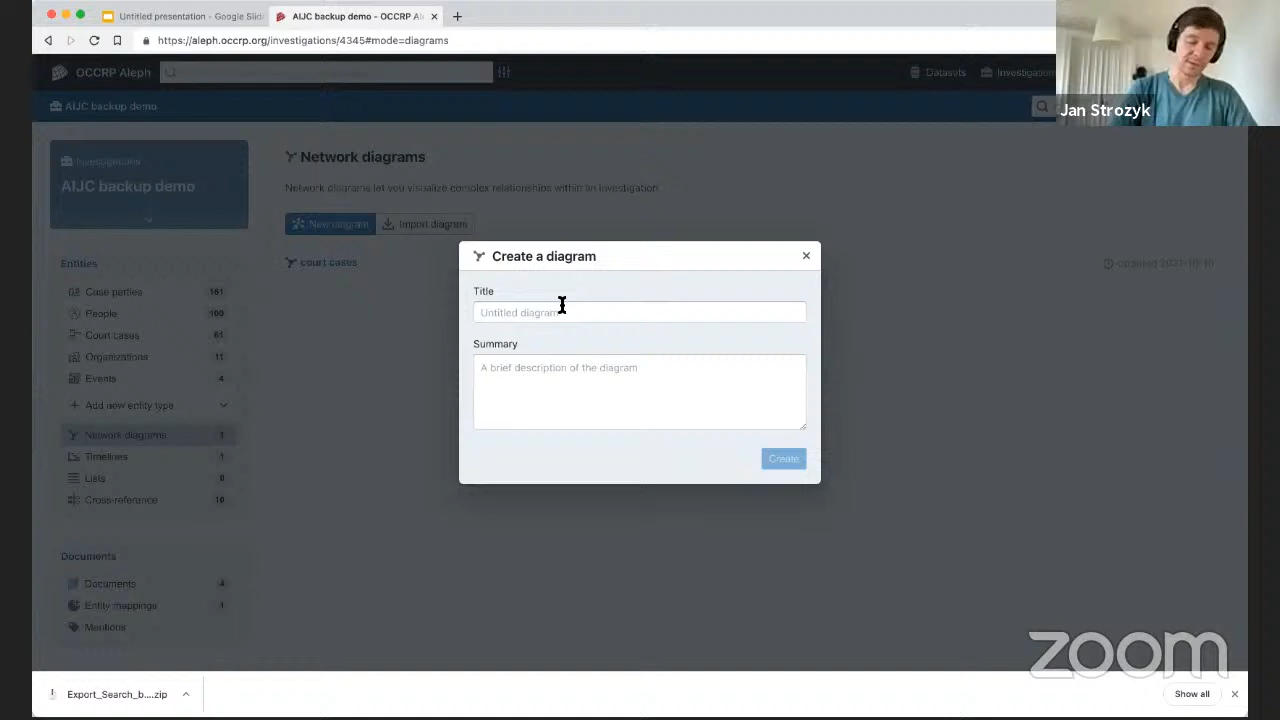 Untitled presentation - Google Slid
AIJC backup demo - OCCRP Al
https://aleph.occrp.org/investigations/4345#mode=diagrams
OCCRP Aleph
Datasets
Investigation
Jan Strozyk
AIJC backup demo
Investigations
AIJC backup demo
Network diagrams
Network diagrams let you visualize complex relationships within an investigation
New diagram
Import diagram
court cases
Create a diagram
Title
Untitled diagram
Summary
A brief description of the diagram
Create
Entities
Case parties 161
People 100
Court cases 61
Organizations 11
Events 4
Add new entity type
Network diagrams 1
Timelines 1
Lists 0
Cross-reference 10
Documents
Documents 4
Entity mappings 1
Mentions
zoom
Export_Search_b....zip
Show all